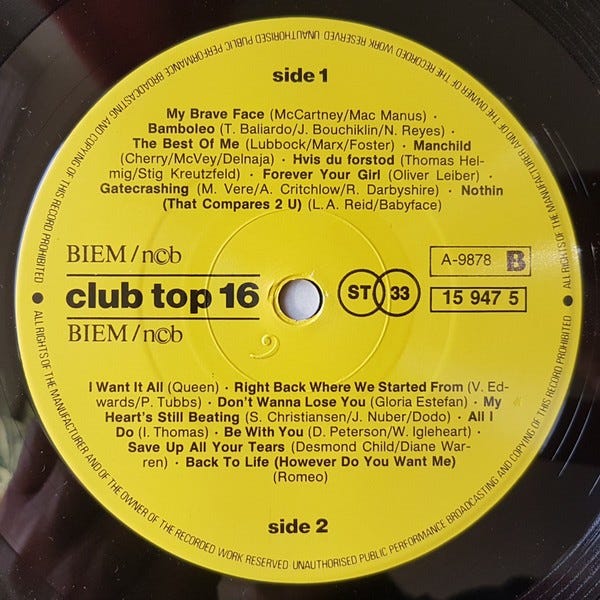 side 1
My Brave Face (McCartney/Mac Manus) ·
Bamboleo (T. Baliardo/J. Bouchiklin/N. Reyes) ·
The Best Of Me (Lubbock/Marx/Foster) · Manchild
(Cherry/McVey/Delnaja) · Hvis du forstod (Thomas Hel-
mig/Stig Kreutzfeld) · Forever Your Girl (Oliver Leiber) ·
Gatecrashing (M. Vere/A. Critchlow/R. Darbyshire) · Nothin
(That Compares 2 U) (L.A. Reid/Babyface)
BIEM/ncb
club top 16
BIEM/ncb
ST 33
A-9878 B
15 947 5
I Want It All (Queen) · Right Back Where We Started From (V. Ed-
wards/P. Tubbs) · Don't Wanna Lose You (Gloria Estefan) · My
Heart's Still Beating (S. Christiansen/J. Nuber/Dodo) · All I
Do (I. Thomas) · Be With You (D. Peterson/W. Igleheart) ·
Save Up All Your Tears (Desmond Child/Diane War-
ren) · Back To Life (However Do You Want Me)
(Romeo)
side 2
ALL RIGHTS OF THE MANUFACTURER AND OF THE OWNER OF THE RECORDED WORK RESERVED UNAUTHORISED PUBLIC PERFORMANCE BROADCASTING AND COPYING OF THIS RECORD PROHIBITED ·
ALL RIGHTS OF THE MANUFACTURER AND OF THE OWNER OF THE RECORDED WORK RESERVED UNAUTHORISED PUBLIC PERFORMANCE BROADCASTING AND COPYING OF THIS RECORD PROHIBITED ·
9